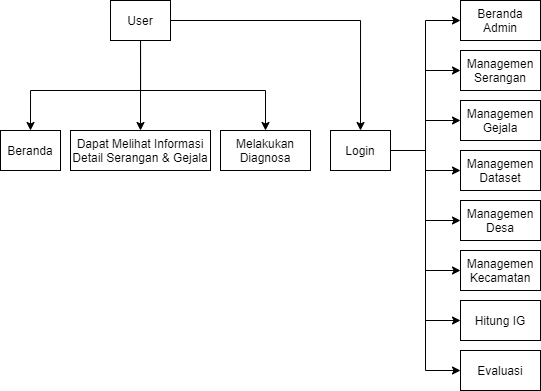 User
Beranda
Dapat Melihat Informasi
Detail Serangan & Gejala
Melakukan
Diagnosa
Login
Beranda
Admin
Managemen
Serangan
Managemen
Gejala
Managemen
Dataset
Managemen
Desa
Managemen
Kecamatan
Hitung IG
Evaluasi